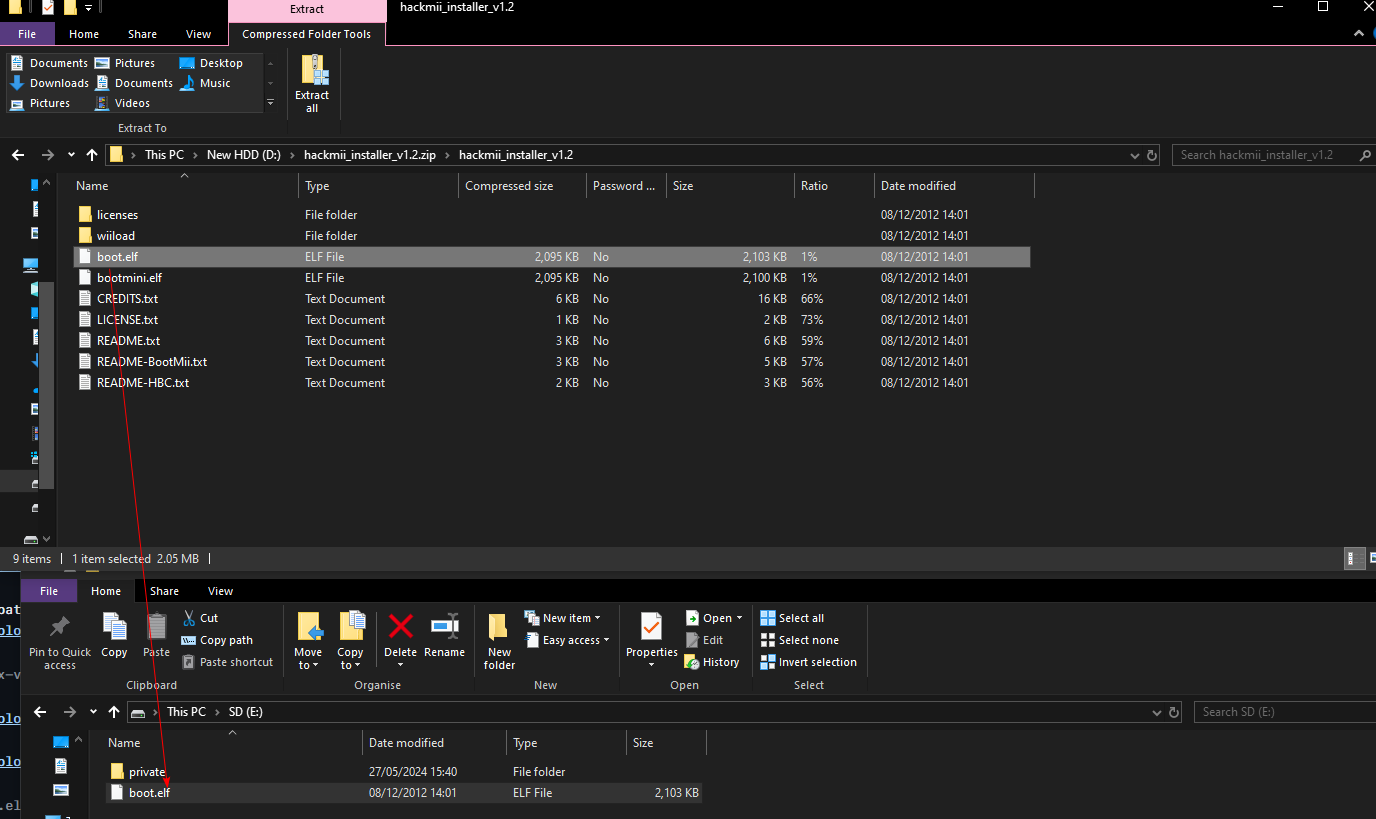 Extract
hackmii_installer_v1.2
File Home Share View Compressed Folder Tools
Documents Pictures Desktop
Downloads Documents Music
Pictures Videos
Extract all
Extract To
This PC > New HDD (D:) > hackmii_installer_v1.2.zip > hackmii_installer_v1.2
Search hackmii_installer_v1.2
Name Type Compressed size Password ... Size Ratio Date modified
licenses File folder 08/12/2012 14:01
wiiload File folder 08/12/2012 14:01
boot.elf ELF File 2,095 KB No 2,103 KB 1% 08/12/2012 14:01
bootmini.elf ELF File 2,095 KB No 2,100 KB 1% 08/12/2012 14:01
CREDITS.txt Text Document 6 KB No 16 KB 66% 08/12/2012 14:01
LICENSE.txt Text Document 1 KB No 2 KB 73% 08/12/2012 14:01
README.txt Text Document 3 KB No 6 KB 59% 08/12/2012 14:01
README-BootMii.txt Text Document 3 KB No 5 KB 57% 08/12/2012 14:01
README-HBC.txt Text Document 2 KB No 3 KB 56% 08/12/2012 14:01
9 items 1 item selected 2.05 MB
File Home Share View
Pin to Quick access
Copy
Paste
Cut
Copy path
Paste shortcut
Clipboard
Move to
Copy to
Delete
Rename
Organise
New folder
New item
Easy access
New
Properties
Open
Edit
History
Open
Select all
Select none
Invert selection
Select
This PC > SD (E:)
Search SD (E:)
Name Date modified Type Size
private 27/05/2024 15:40 File folder
boot.elf 08/12/2012 14:01 ELF File 2,103 KB